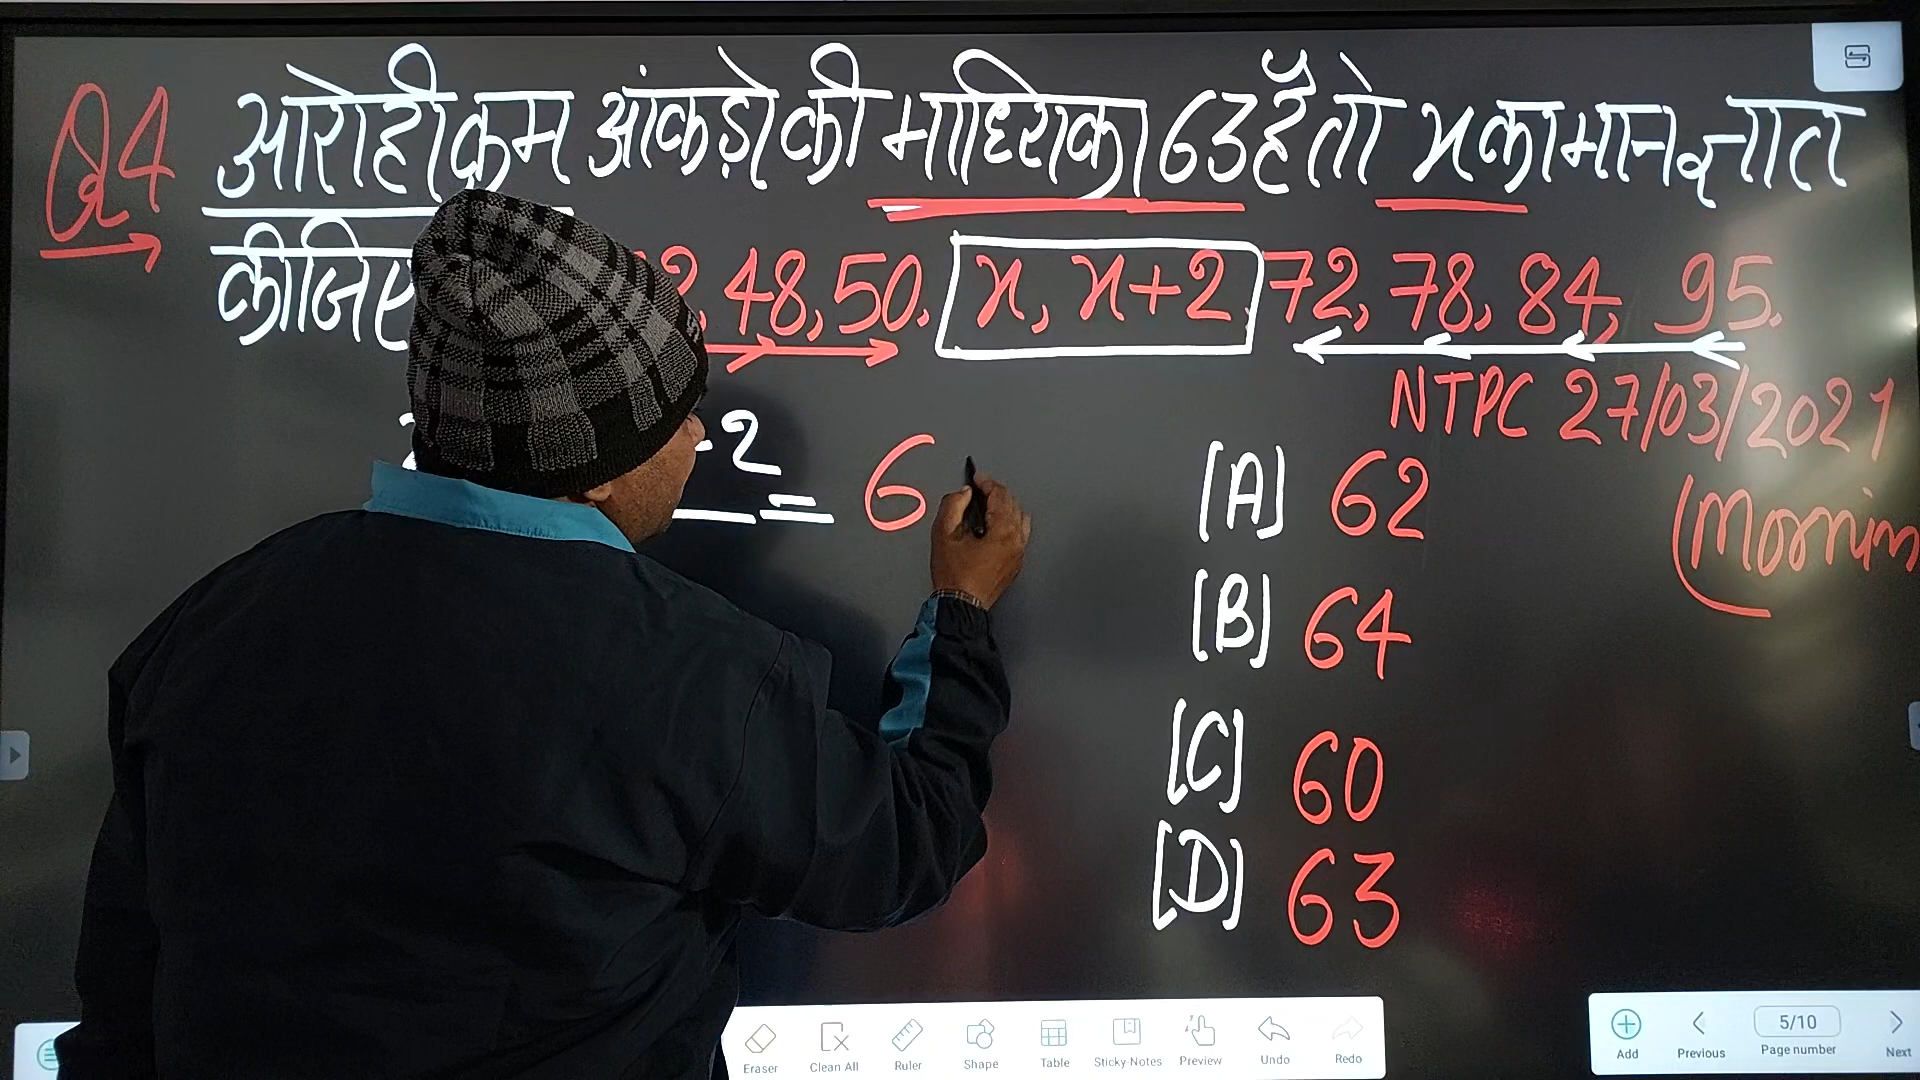 Q4 आरोहीक्रम आंकड़ो की माध्यिका 63 हैं तो x का मान ज्ञात
कीजिए 2, 48, 50, x, x+2, 72, 78, 84, 95.
NTPC 27/03/2021
(Mornin
2 = 6
[A] 62
[B] 64
[C] 60
[D] 63
Eraser Clean All Ruler Shape Table Sticky-Notes Preview Undo Redo
Add Previous 5/10 Page number Next